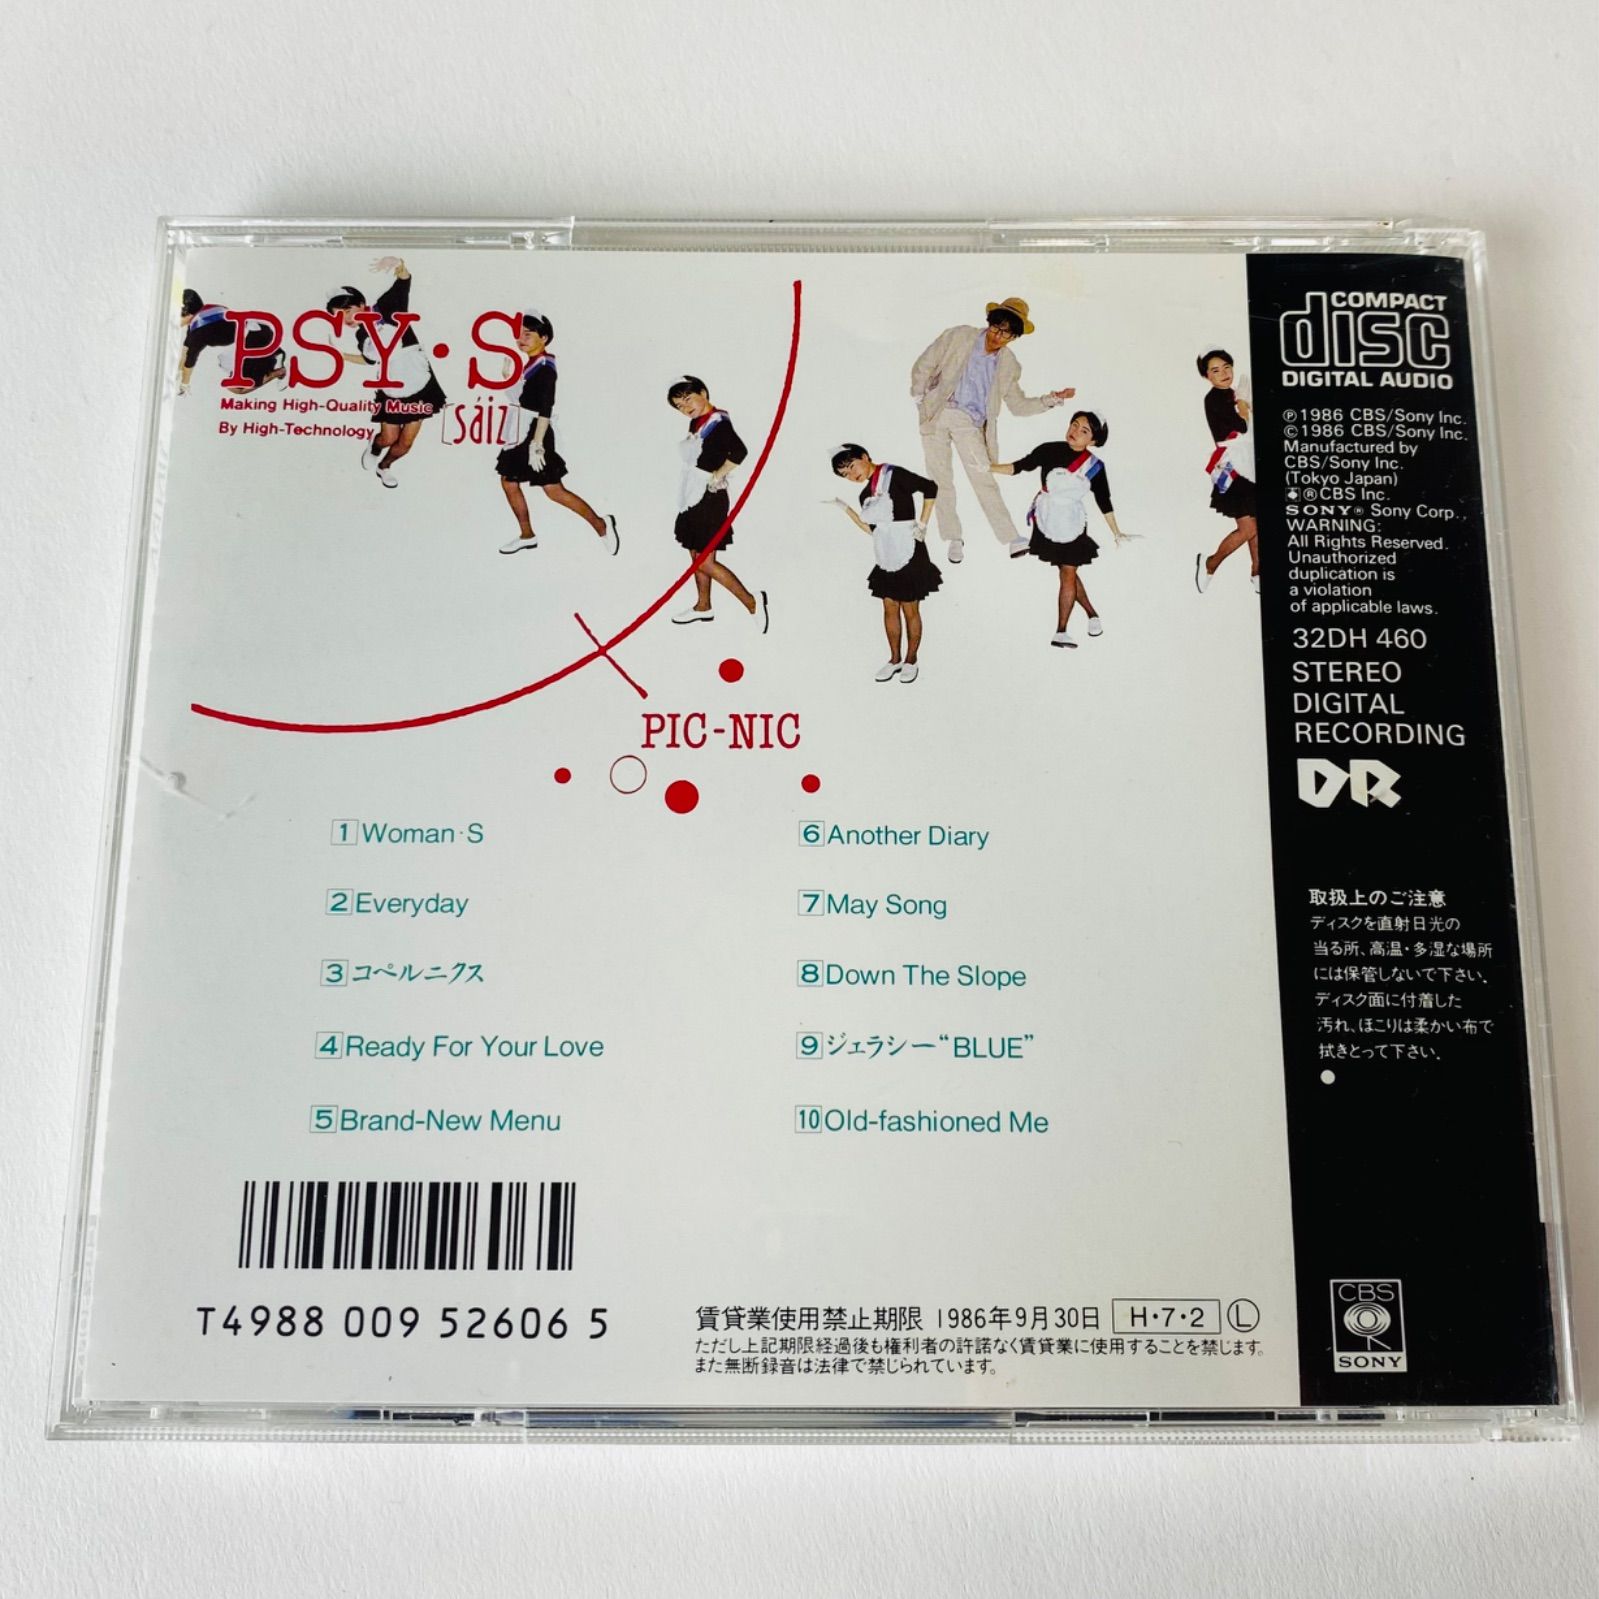 PSY・S
Making High-Quality Music
By High-Technology
[sáiz]
PIC-NIC
1 Woman・S
2 Everyday
3 コペルニクス
4 Ready For Your Love
5 Brand-New Menu
6 Another Diary
7 May Song
8 Down The Slope
9 ジェラシー“BLUE”
10 Old-fashioned Me
T4988 009 52606 5
賃貸業使用禁止期限 1986年9月30日 H・7・2 Ⓛ
ただし上記期限経過後も権利者の許諾なく賃貸業に使用することを禁じます。
また無断録音は法律で禁じられています。
COMPACT
disc
DIGITAL AUDIO
℗1986 CBS/Sony Inc.
©1986 CBS/Sony Inc.
Manufactured by
CBS/Sony Inc.
(Tokyo Japan)
®CBS Inc.
SONY® Sony Corp.,
WARNING:
All Rights Reserved.
Unauthorized
duplication is
a violation
of applicable laws.
32DH 460
STEREO
DIGITAL
RECORDING
DR
取扱上のご注意
ディスクを直射日光の
当る所、高温・多湿な場所
には保管しないで下さい。
ディスク面に付着した
汚れ、ほこりは柔かい布で
拭きとって下さい。
CBS
SONY